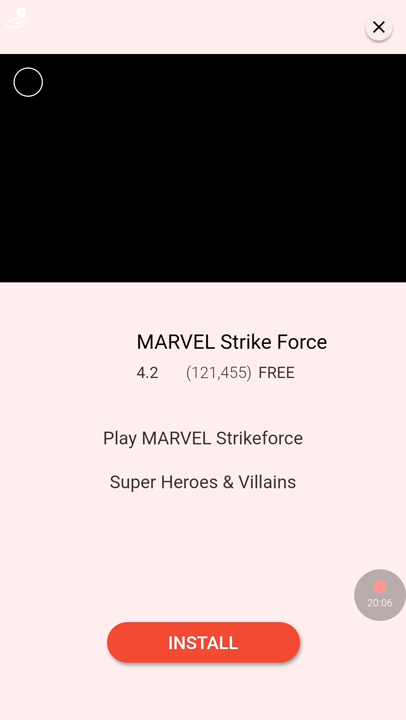 MARVEL Strike Force
4.2 (121,455) FREE
Play MARVEL Strikeforce
Super Heroes & Villains
20:06
INSTALL